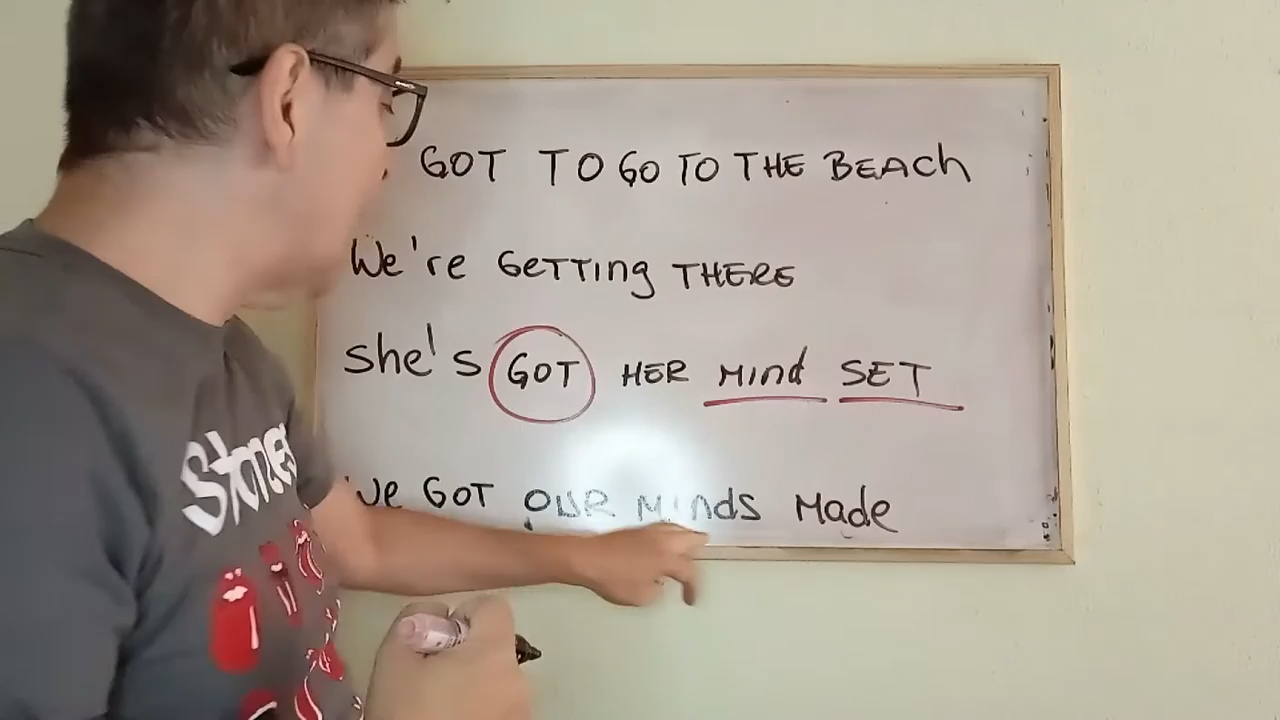 GOT TO GO TO THE BEACh
We're GeTTing THERE
She's GOT HER Mind SET
've GOT OUR Minds Made
Stones